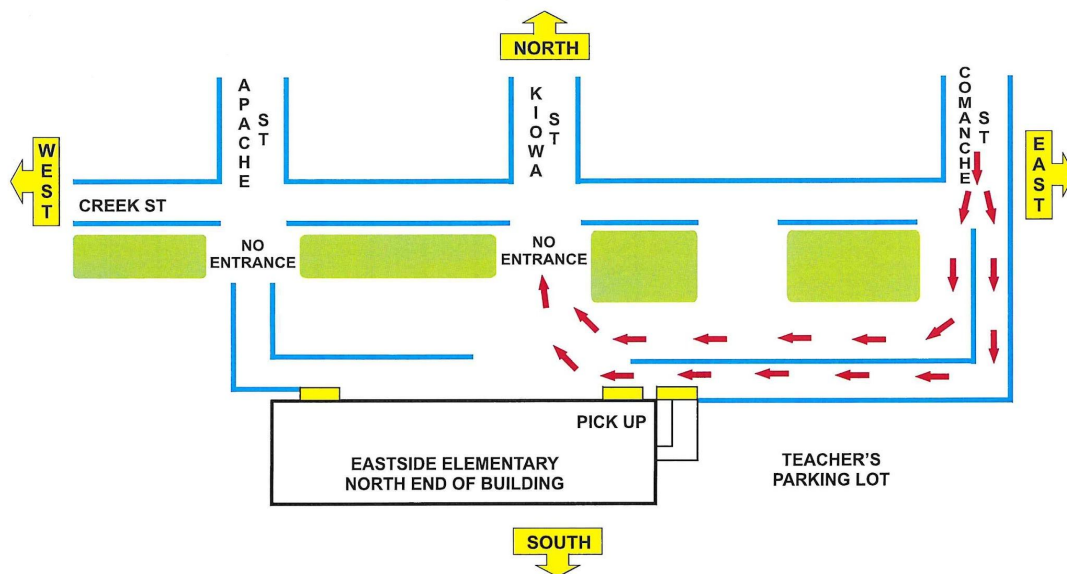 NORTH
APACHE ST
KIOWA ST
COMANCHE ST
WEST
EAST
CREEK ST
NO
ENTRANCE
NO
ENTRANCE
PICK UP
EASTSIDE ELEMENTARY
NORTH END OF BUILDING
TEACHER'S
PARKING LOT
SOUTH